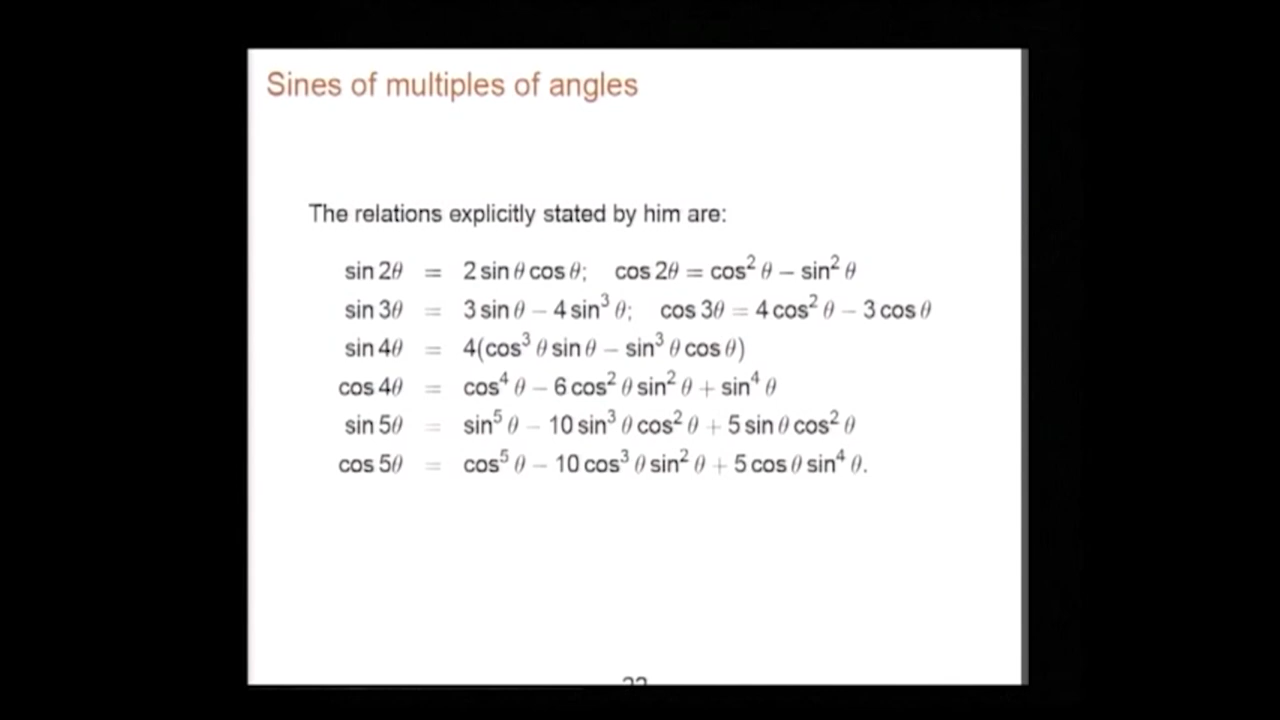 Sines of multiples of angles
The relations explicitly stated by him are:
sin 2θ = 2 sin θ cos θ; cos 2θ = cos² θ − sin² θ
sin 3θ = 3 sin θ − 4 sin³ θ; cos 3θ = 4 cos² θ − 3 cos θ
sin 4θ = 4(cos³ θ sin θ − sin³ θ cos θ)
cos 4θ = cos⁴ θ − 6 cos² θ sin² θ + sin⁴ θ
sin 5θ = sin⁵ θ − 10 sin³ θ cos² θ + 5 sin θ cos² θ
cos 5θ = cos⁵ θ − 10 cos³ θ sin² θ + 5 cos θ sin⁴ θ.